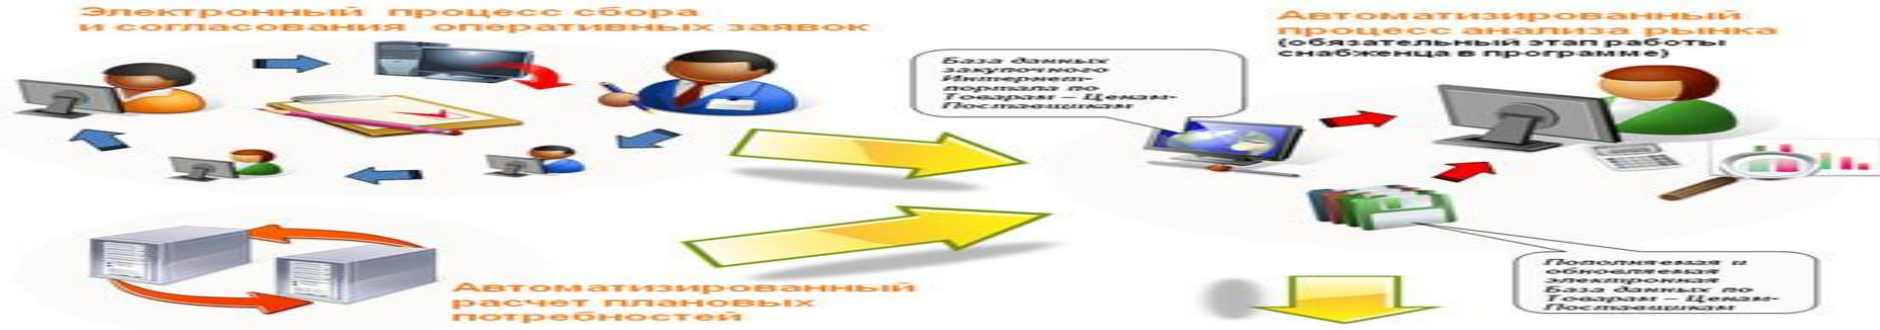 Электронный процесс сбора
и согласования оперативных заявок
Автоматизированный
процесс анализа рынка
(обязательный этап работы
снабженца в программе)
База данных
закупочного
Интернет-
портала по
Товарам – Ценам-
Поставщикам
Автоматизированный
расчет плановых
потребностей
Пополняемая и
обновляемая
электронная
База данных по
Товарам – Ценам-
Поставщикам